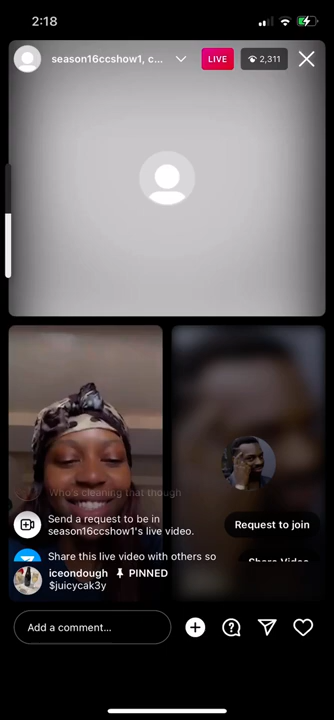 2:18
season16ccshow1, c...
LIVE
2,311
Who's cleaning that though
Send a request to be in
season16ccshow1's live video.
Request to join
Share this live video with others so
Share Video
iceondough PINNED
$juicycak3y
Add a comment...